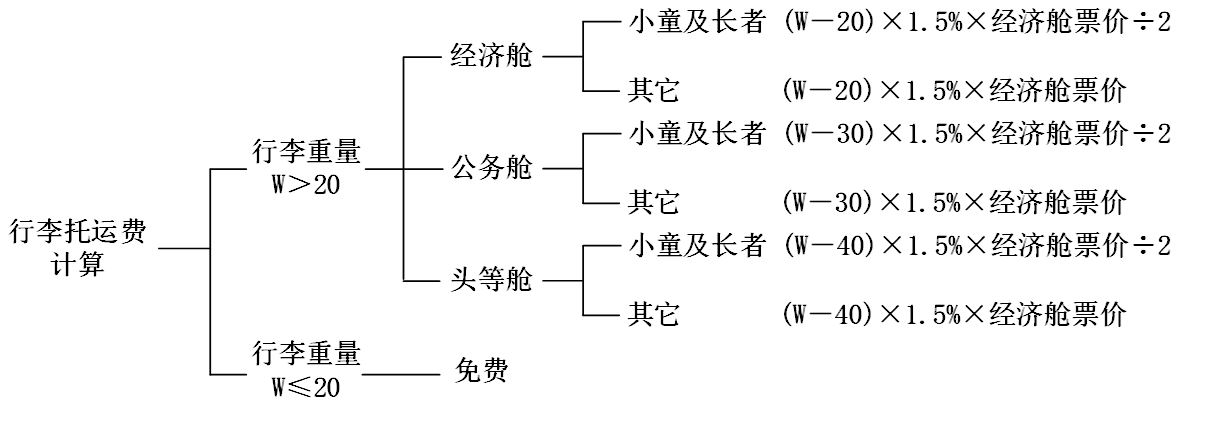 小童及长者 (W－20)×1.5%×经济舱票价÷2
经济舱
其它 (W－20)×1.5%×经济舱票价
小童及长者 (W－30)×1.5%×经济舱票价÷2
行李重量
W＞20
公务舱
其它 (W－30)×1.5%×经济舱票价
行李托运费
计算
小童及长者 (W－40)×1.5%×经济舱票价÷2
头等舱
其它 (W－40)×1.5%×经济舱票价
行李重量
W≤20
免费